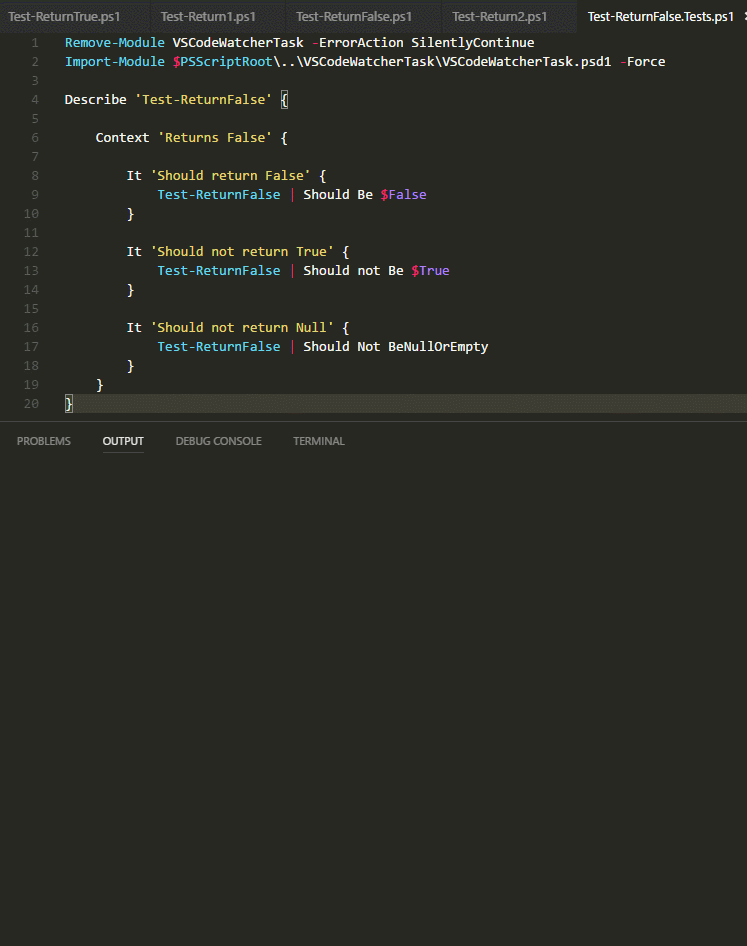 Test-ReturnTrue.ps1 Test-Return1.ps1 Test-ReturnFalse.ps1 Test-Return2.ps1 Test-ReturnFalse.Tests.ps1
1 Remove-Module VSCodeWatcherTask -ErrorAction SilentlyContinue
2 Import-Module $PSScriptRoot\..\VSCodeWatcherTask\VSCodeWatcherTask.psd1 -Force
3
4 Describe 'Test-ReturnFalse' {
5
6 Context 'Returns False' {
7
8 It 'Should return False' {
9 Test-ReturnFalse | Should Be $False
10 }
11
12 It 'Should not return True' {
13 Test-ReturnFalse | Should not Be $True
14 }
15
16 It 'Should not return Null' {
17 Test-ReturnFalse | Should Not BeNullOrEmpty
18 }
19 }
20 }
PROBLEMS OUTPUT DEBUG CONSOLE TERMINAL